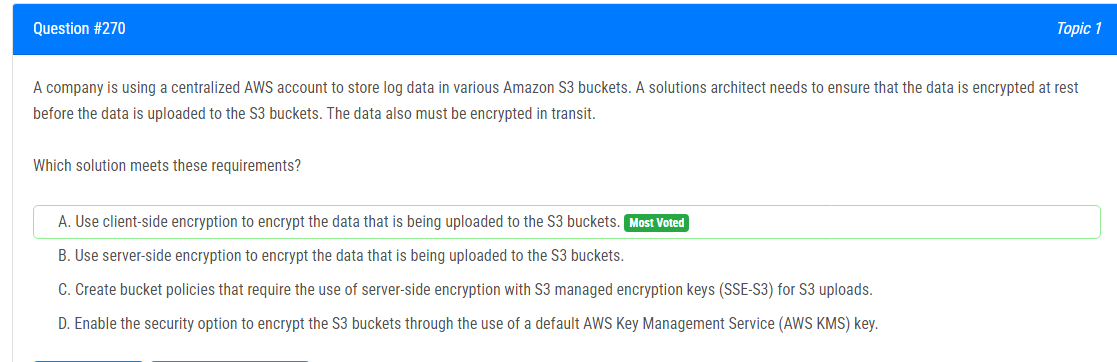 Question #270
Topic 1
A company is using a centralized AWS account to store log data in various Amazon S3 buckets. A solutions architect needs to ensure that the data is encrypted at rest
before the data is uploaded to the S3 buckets. The data also must be encrypted in transit.
Which solution meets these requirements?
A. Use client-side encryption to encrypt the data that is being uploaded to the S3 buckets. Most Voted
B. Use server-side encryption to encrypt the data that is being uploaded to the S3 buckets.
C. Create bucket policies that require the use of server-side encryption with S3 managed encryption keys (SSE-S3) for S3 uploads.
D. Enable the security option to encrypt the S3 buckets through the use of a default AWS Key Management Service (AWS KMS) key.